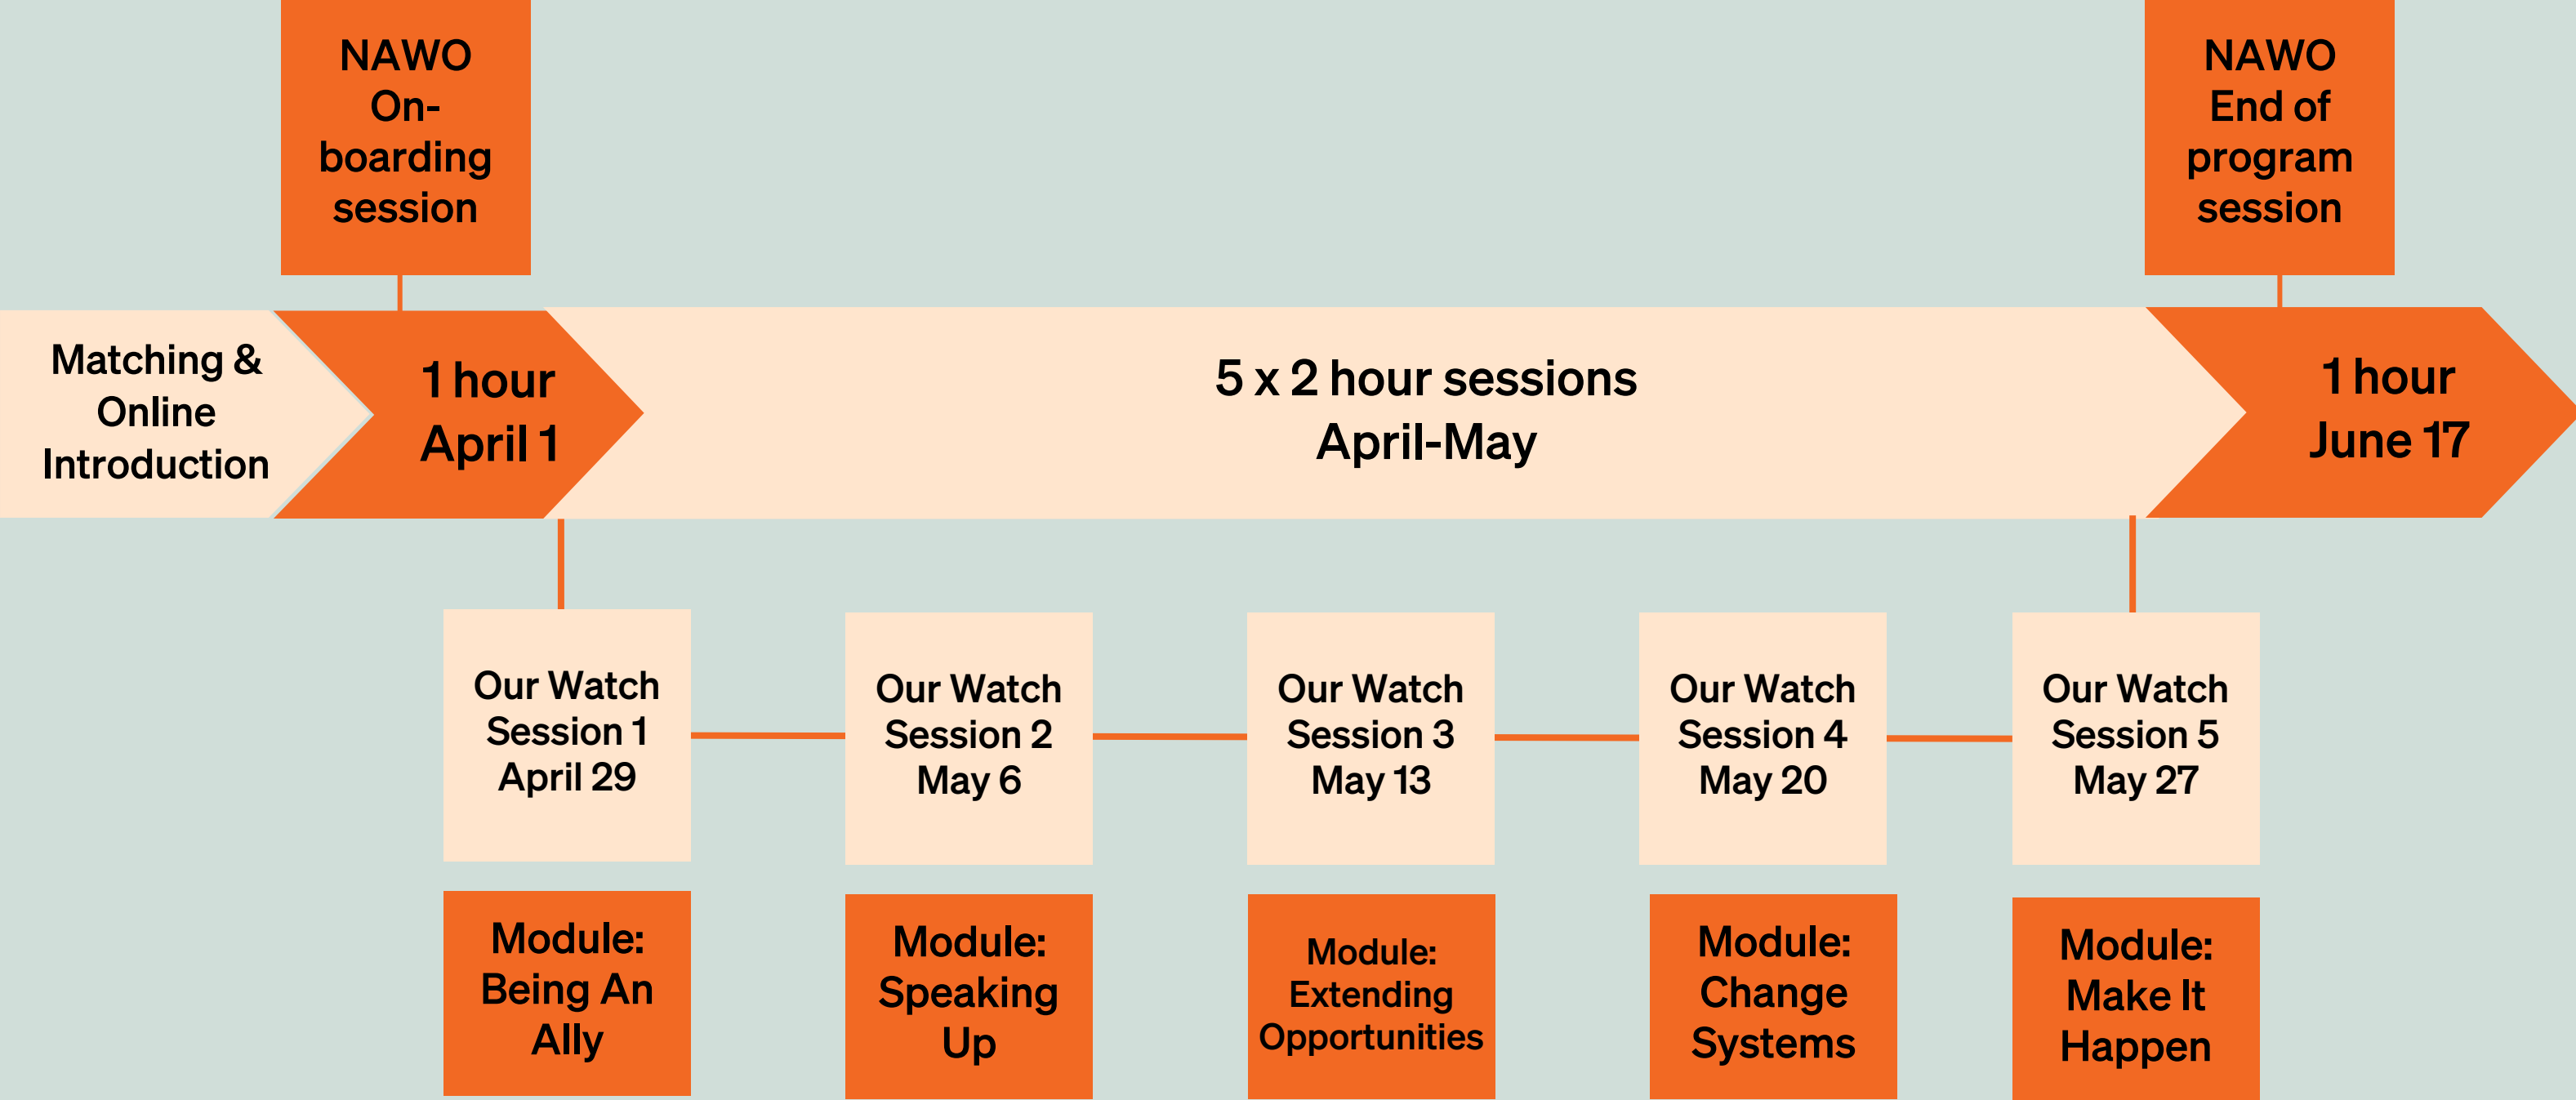 NAWO
On-
boarding
session
NAWO
End of
program
session
Matching &
Online
Introduction
1 hour
April 1
5 x 2 hour sessions
April-May
1 hour
June 17
Our Watch
Session 1
April 29
Our Watch
Session 2
May 6
Our Watch
Session 3
May 13
Our Watch
Session 4
May 20
Our Watch
Session 5
May 27
Module:
Being An
Ally
Module:
Speaking
Up
Module:
Extending
Opportunities
Module:
Change
Systems
Module:
Make It
Happen